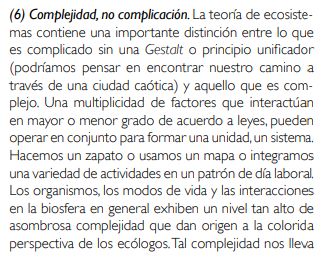 (6) Complejidad, no complicación. La teoría de ecosiste-
mas contiene una importante distinción entre lo que
es complicado sin una Gestalt o principio unificador
(podríamos pensar en encontrar nuestro camino a
través de una ciudad caótica) y aquello que es com-
plejo. Una multiplicidad de factores que interactúan
en mayor o menor grado de acuerdo a leyes, pueden
operar en conjunto para formar una unidad, un sistema.
Hacemos un zapato o usamos un mapa o integramos
una variedad de actividades en un patrón de día laboral.
Los organismos, los modos de vida y las interacciones
en la biosfera en general exhiben un nivel tan alto de
asombrosa complejidad que dan origen a la colorida
perspectiva de los ecólogos. Tal complejidad nos lleva